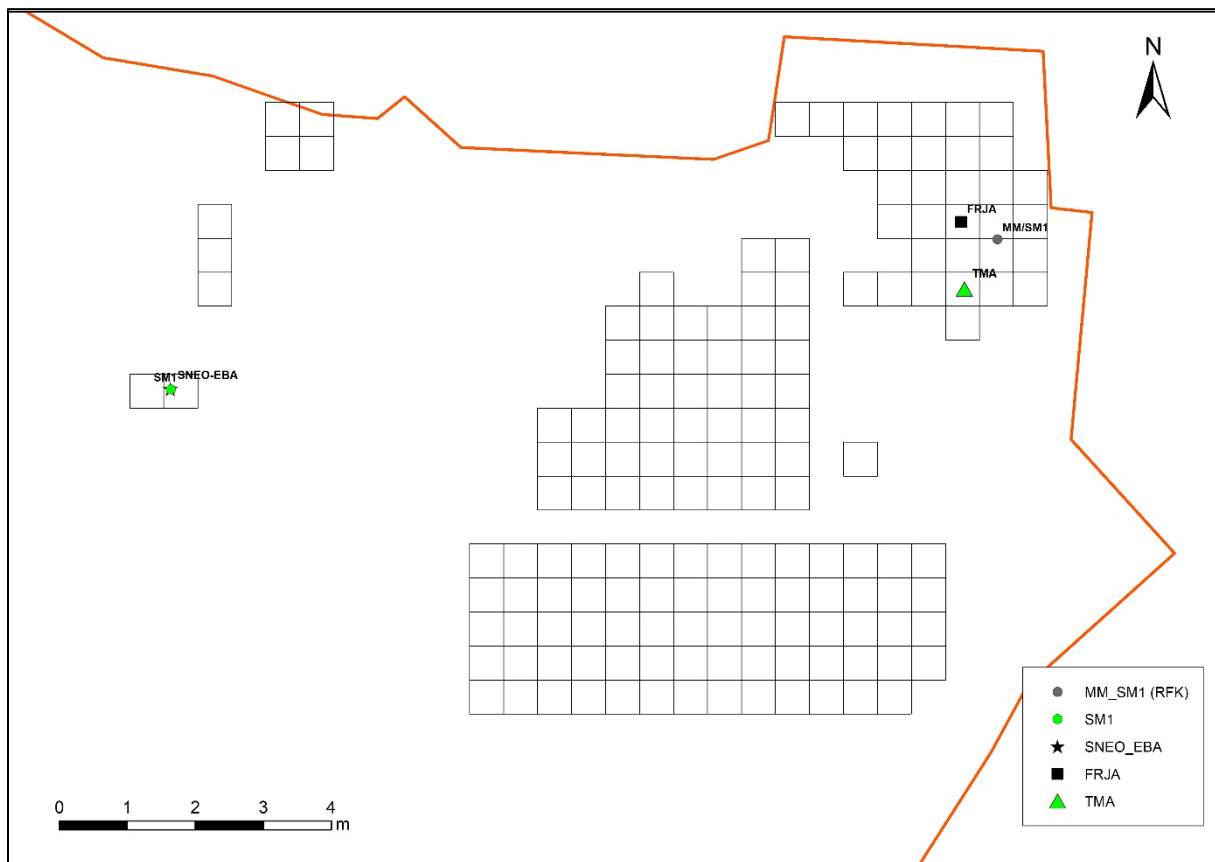 N
FRJA
MM/SM1
TMA
SM1 SNEO-EBA
MM_SM1 (RFK)
SM1
SNEO_EBA
FRJA
TMA
0 1 2 3 4
m